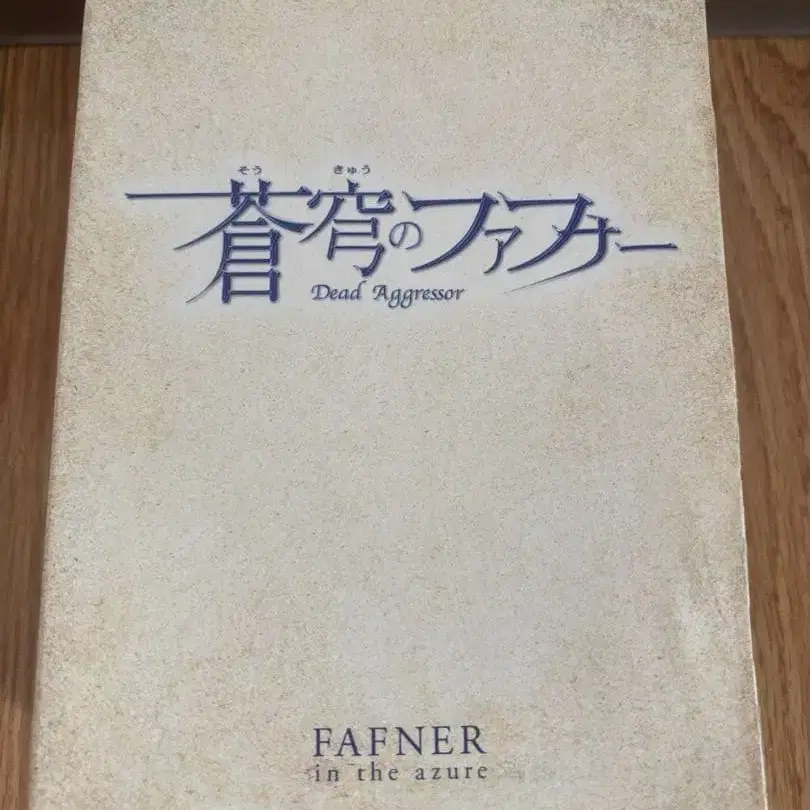 そう きゅう
蒼穹のファフナー
Dead Aggressor
FAFNER
in the azure